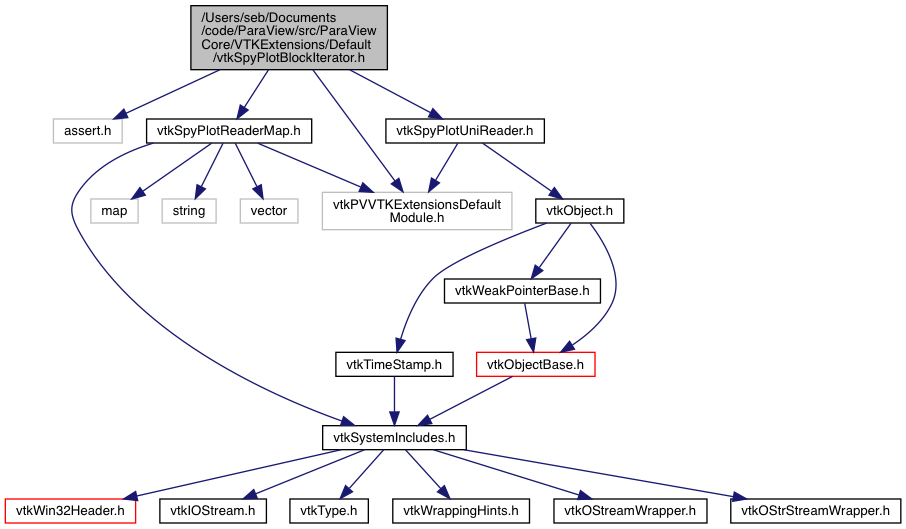 /Users/seb/Documents
/code/ParaView/src/ParaView
Core/VTKExtensions/Default
/vtkSpyPlotBlockIterator.h
assert.h
vtkSpyPlotReaderMap.h
vtkSpyPlotUniReader.h
map
string
vector
vtkPVVTKExtensionsDefault
Module.h
vtkObject.h
vtkWeakPointerBase.h
vtkTimeStamp.h
vtkObjectBase.h
vtkSystemIncludes.h
vtkWin32Header.h
vtkIOStream.h
vtkType.h
vtkWrappingHints.h
vtkOStreamWrapper.h
vtkOStrStreamWrapper.h